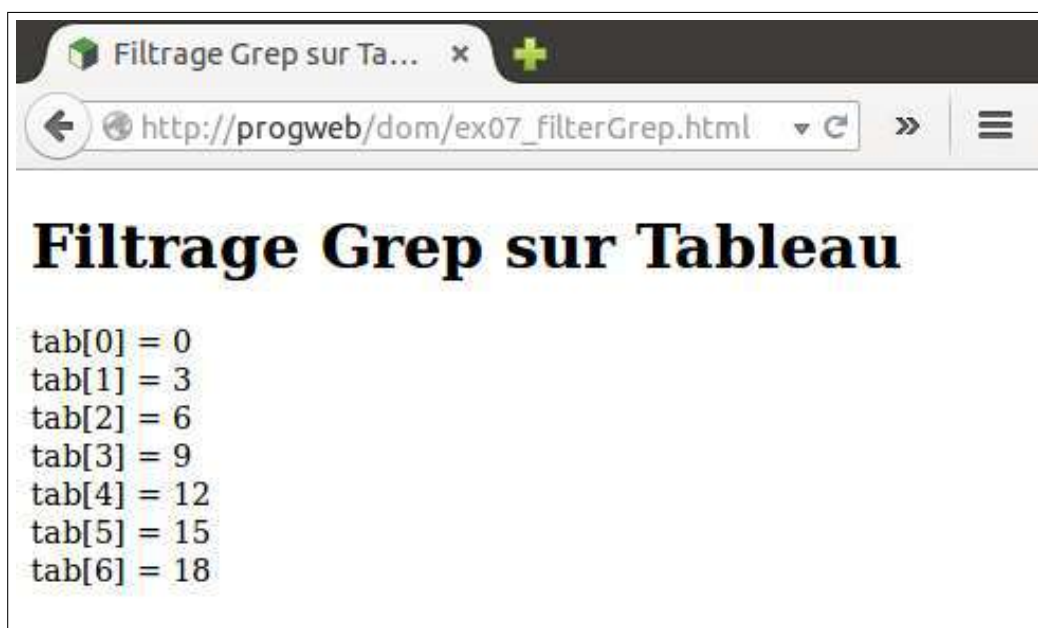 Filtrage Grep sur Ta...
http://progweb/dom/ex07_filterGrep.html
Filtrage Grep sur Tableau
tab[0] = 0
tab[1] = 3
tab[2] = 6
tab[3] = 9
tab[4] = 12
tab[5] = 15
tab[6] = 18